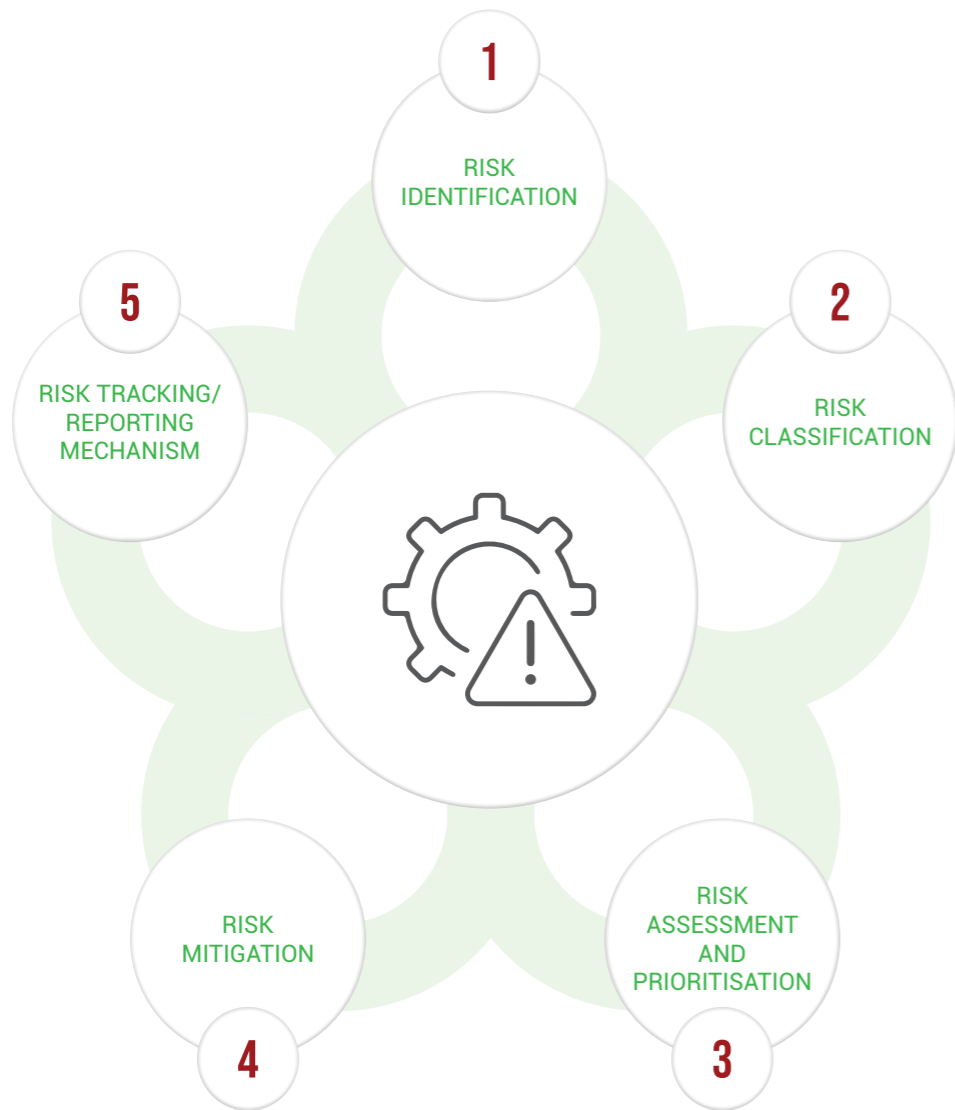 1
RISK
IDENTIFICATION
2
RISK
CLASSIFICATION
3
RISK
ASSESSMENT
AND
PRIORITISATION
4
RISK
MITIGATION
5
RISK TRACKING/
REPORTING
MECHANISM